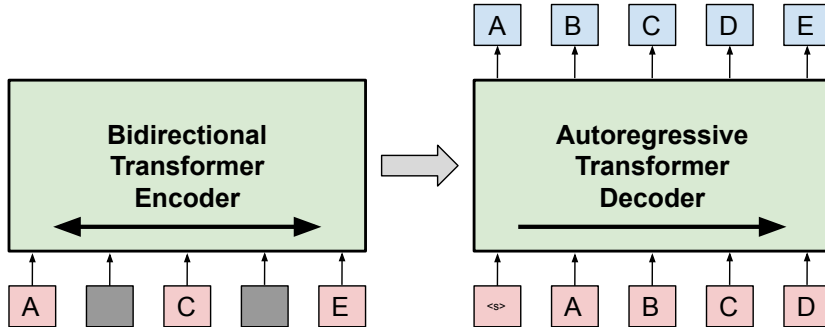 A B C D E
Bidirectional
Transformer
Encoder
Autoregressive
Transformer
Decoder
A C E
<s> A B C D